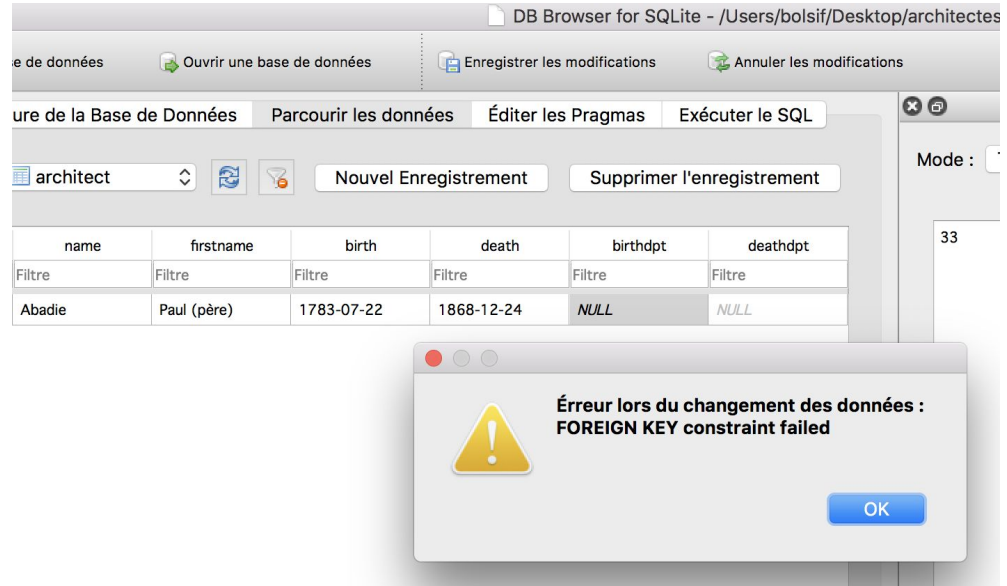 DB Browser for SQLite - /Users/bolsif/Desktop/architectes
e de données Ouvrir une base de données Enregistrer les modifications Annuler les modifications
ure de la Base de Données Parcourir les données Éditer les Pragmas Exécuter le SQL
Mode :
architect Nouvel Enregistrement Supprimer l'enregistrement
33
name firstname birth death birthdpt deathdpt
Filtre Filtre Filtre Filtre Filtre Filtre
Abadie Paul (père) 1783-07-22 1868-12-24 NULL NULL
Érreur lors du changement des données :
FOREIGN KEY constraint failed
OK